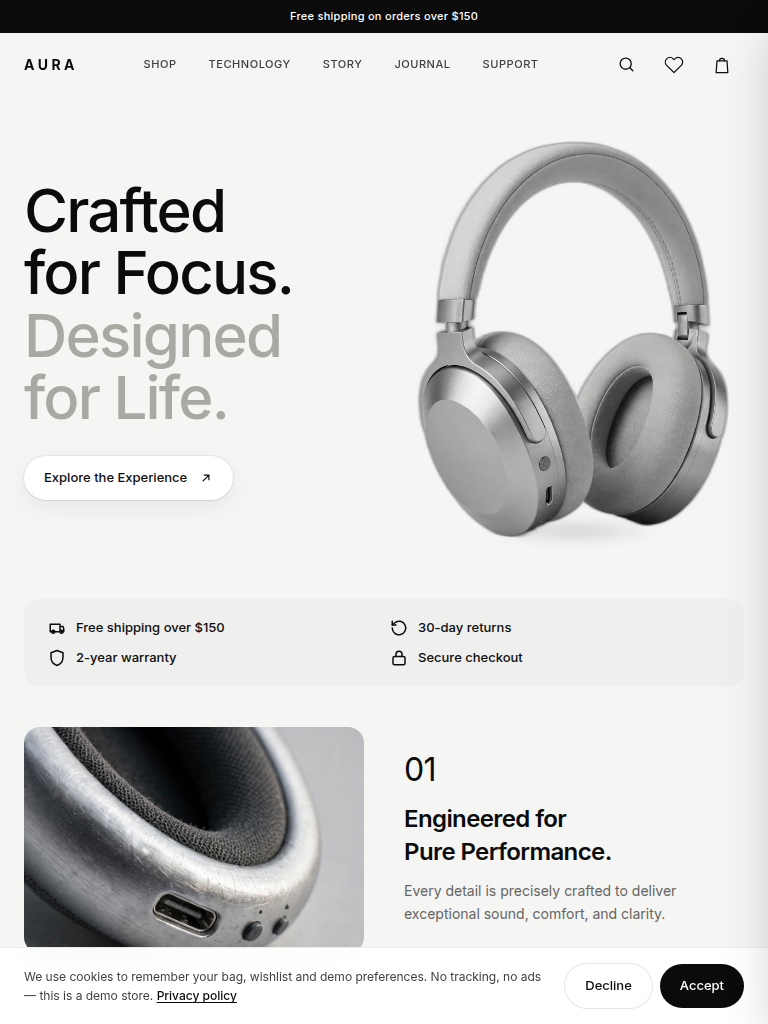 Free shipping on orders over $150
AURA
SHOP
TECHNOLOGY
STORY
JOURNAL
SUPPORT
Crafted
for Focus.
Designed
for Life.
Explore the Experience
Free shipping over $150
30-day returns
2-year warranty
Secure checkout
01
Engineered for
Pure Performance.
Every detail is precisely crafted to deliver
exceptional sound, comfort, and clarity.
We use cookies to remember your bag, wishlist and demo preferences. No tracking, no ads
— this is a demo store. Privacy policy
Decline
Accept